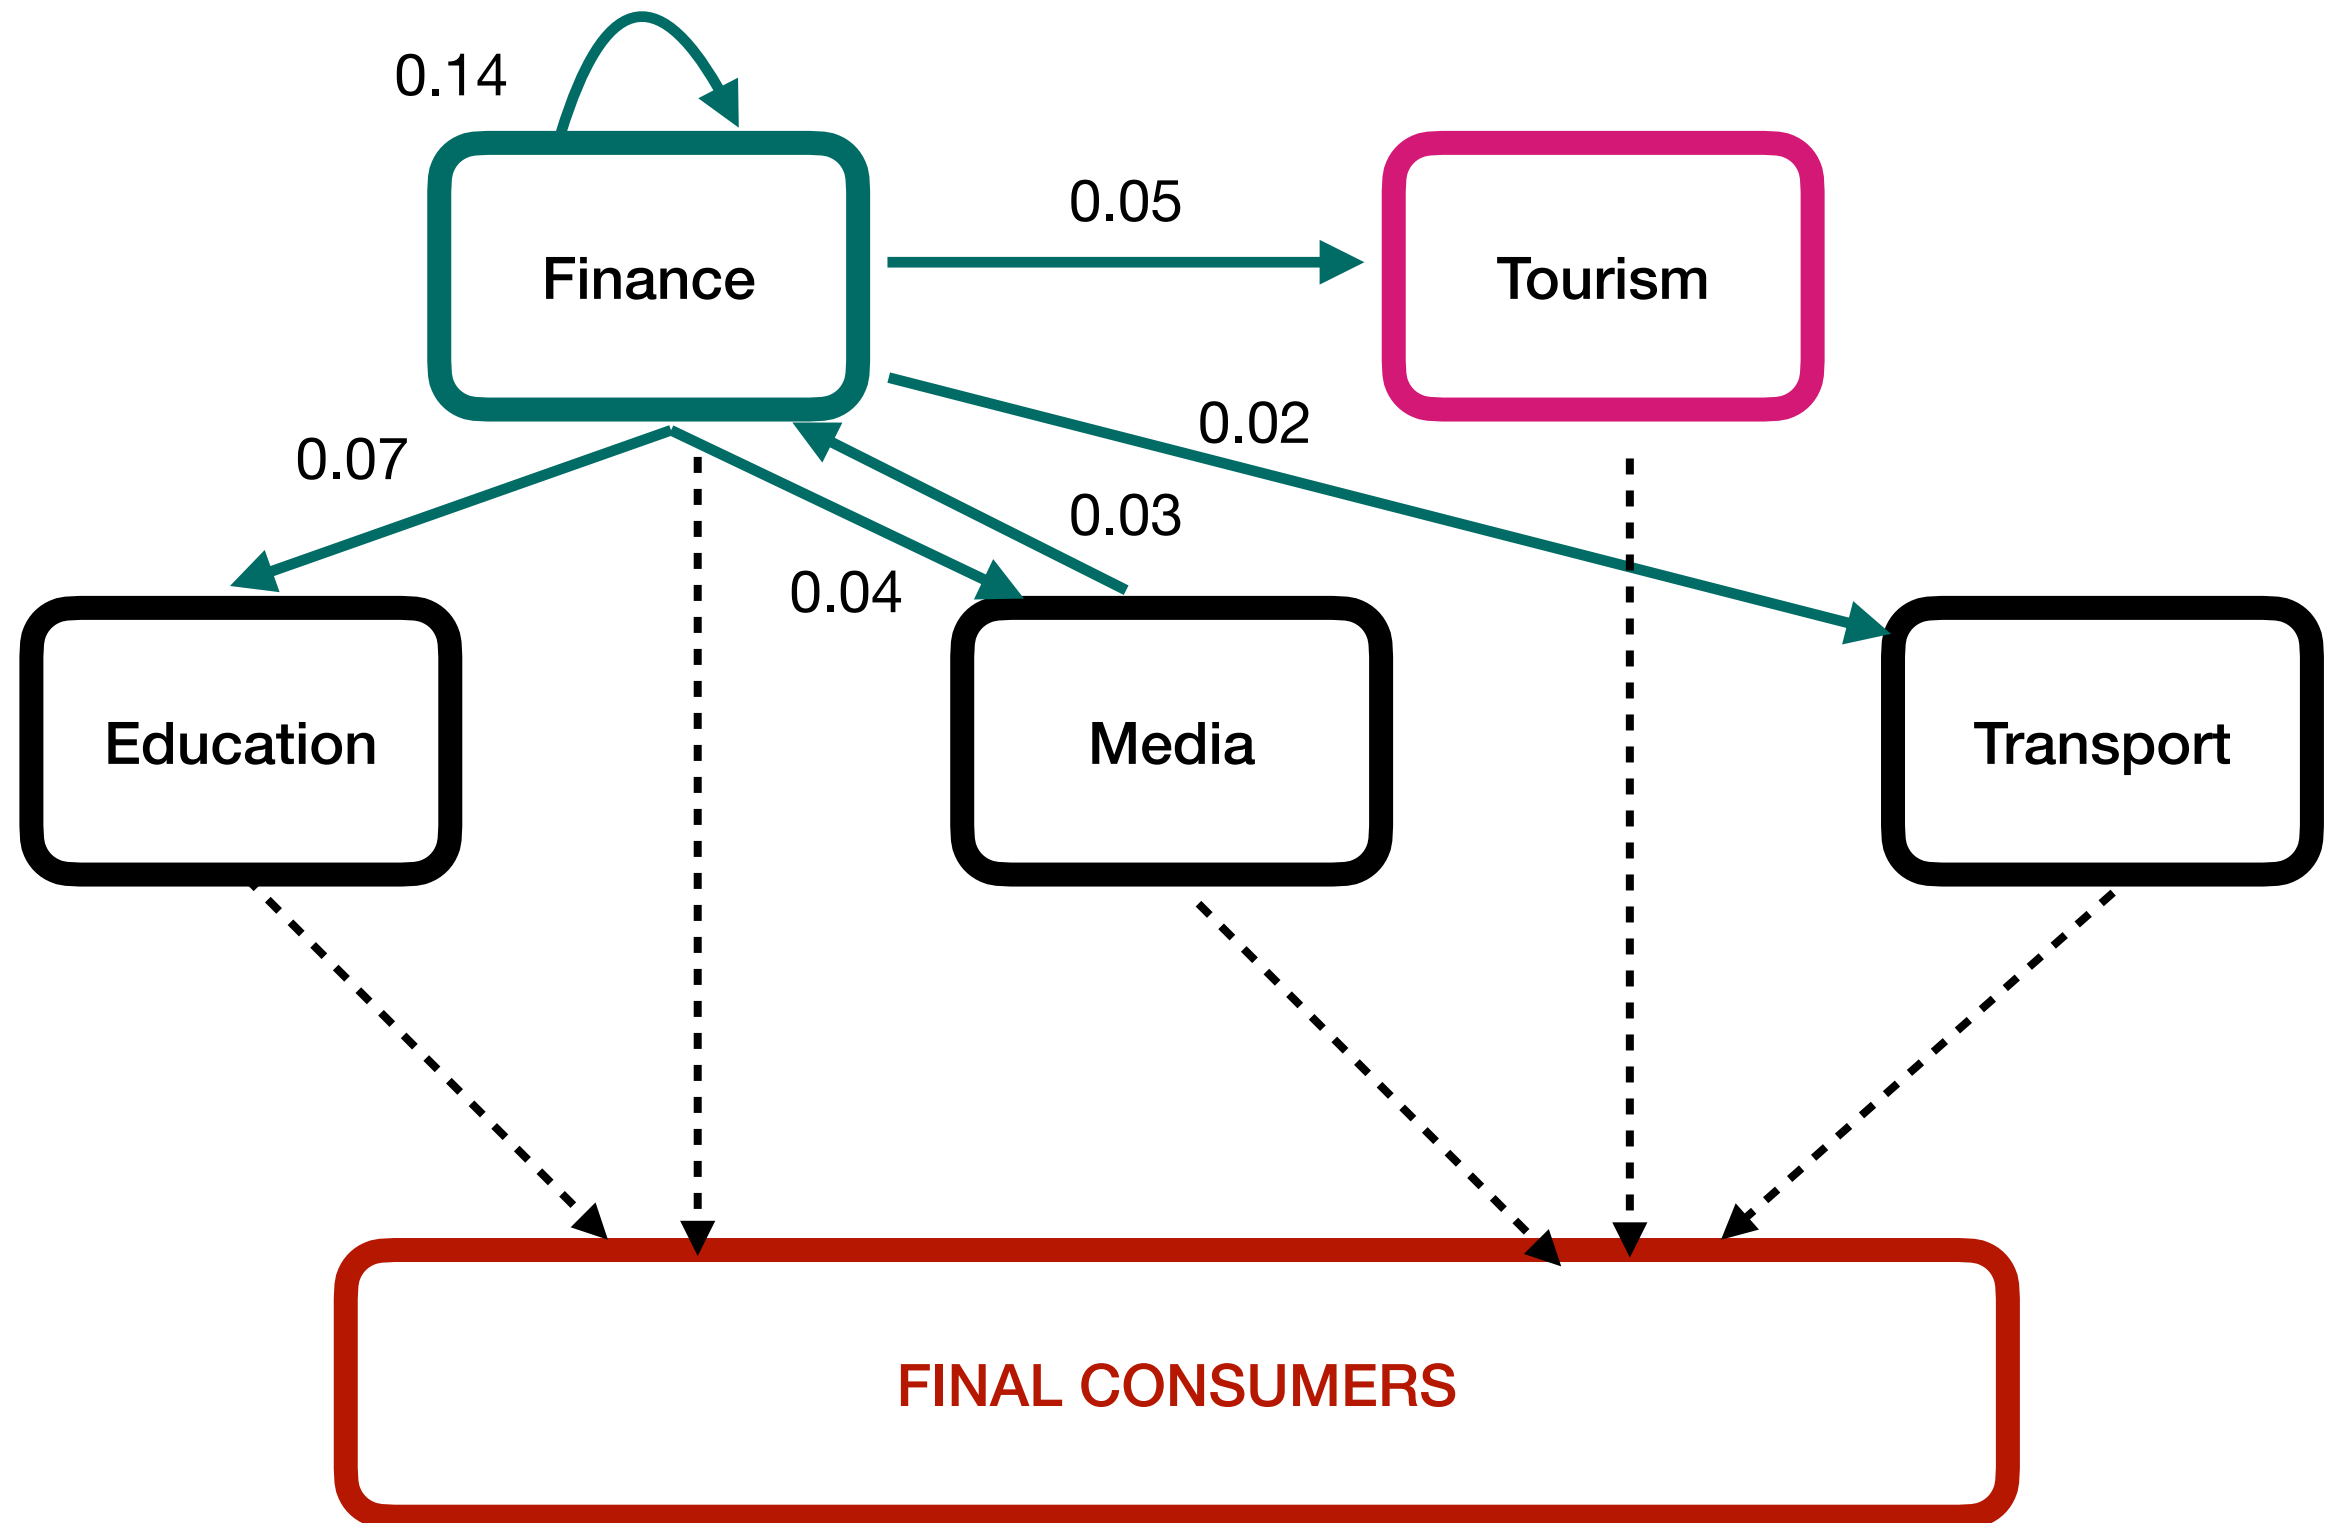 0.14
0.05
Finance
Tourism
0.02
0.07
0.03
0.04
Education
Media
Transport
FINAL CONSUMERS